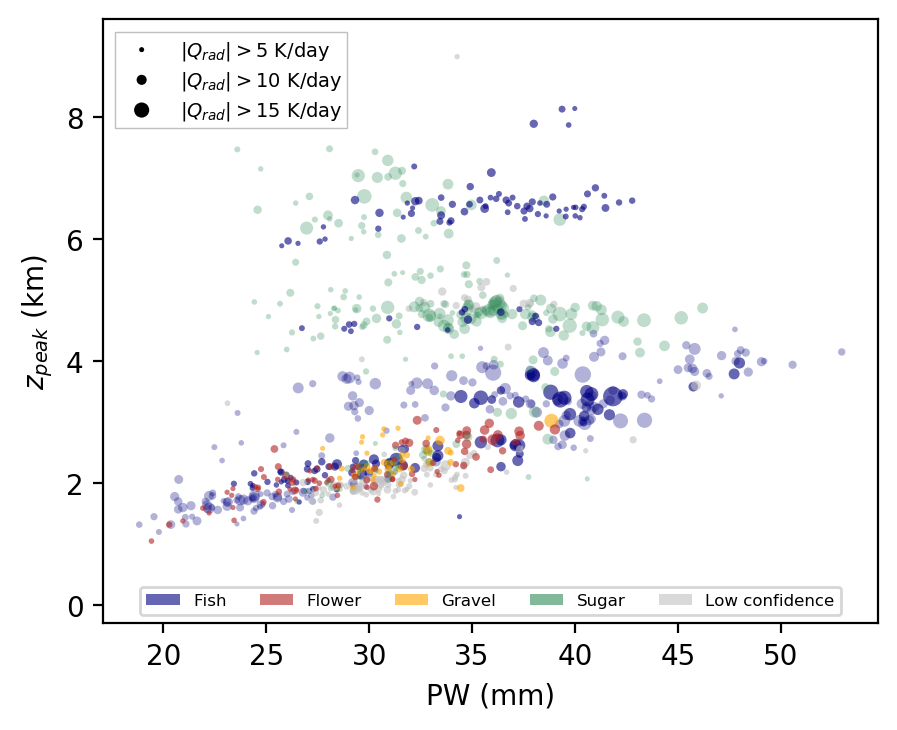 |Q_rad| > 5 K/day
|Q_rad| > 10 K/day
|Q_rad| > 15 K/day
8
6
4
2
0
z_peak (km)
Fish Flower Gravel Sugar Low confidence
20 25 30 35 40 45 50
PW (mm)